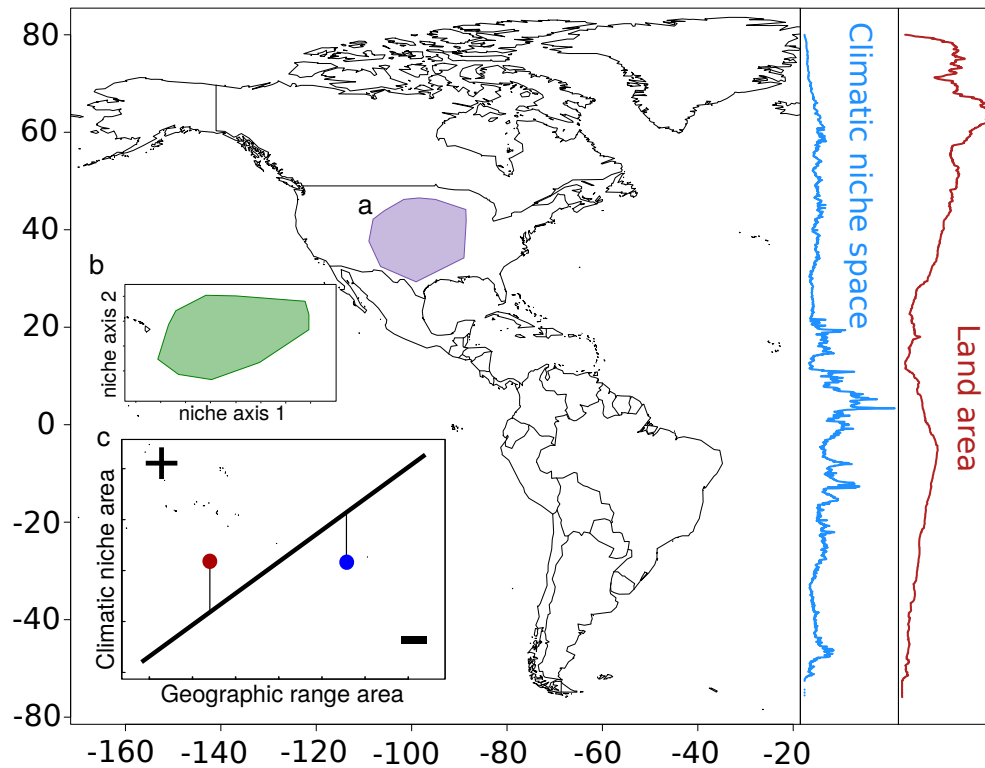 80
60
40
20
0
-20
-40
-60
-80
-160
-140
-120
-100
-80
-60
-40
-20
a
b
niche axis 2
niche axis 1
c
+
Climatic niche area
Geographic range area
Climatic niche space
Land area